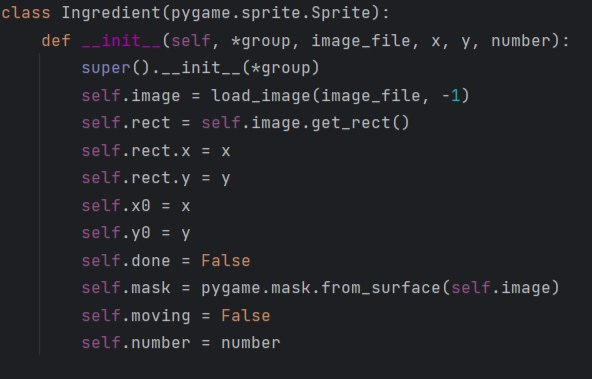 class Ingredient(pygame.sprite.Sprite):
    def __init__(self, *group, image_file, x, y, number):
        super().__init__(*group)
        self.image = load_image(image_file, -1)
        self.rect = self.image.get_rect()
        self.rect.x = x
        self.rect.y = y
        self.x0 = x
        self.y0 = y
        self.done = False
        self.mask = pygame.mask.from_surface(self.image)
        self.moving = False
        self.number = number